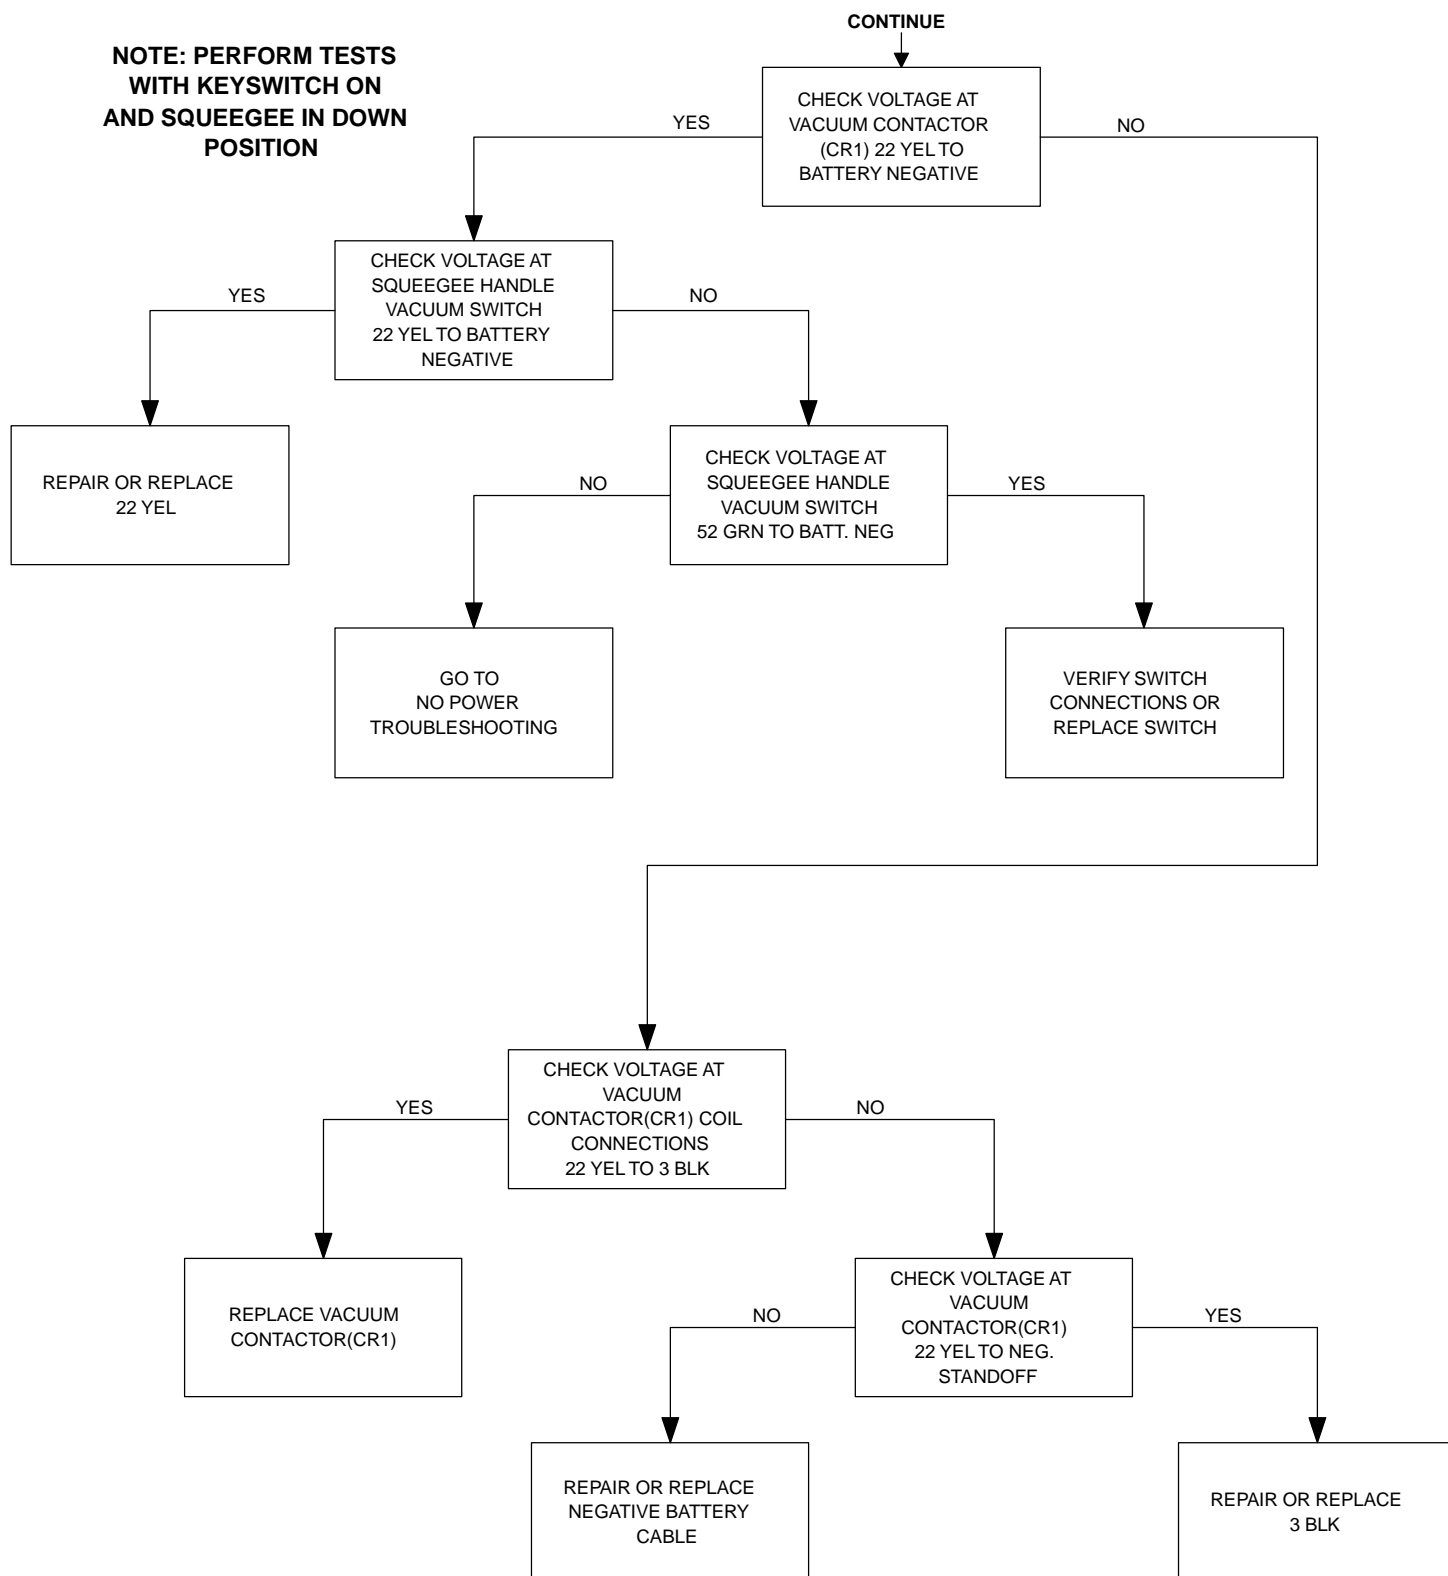 CONTINUE
NOTE: PERFORM TESTS
WITH KEYSWITCH ON
AND SQUEEGEE IN DOWN
POSITION
CHECK VOLTAGE AT
VACUUM CONTACTOR
(CR1) 22 YEL TO
BATTERY NEGATIVE
YES
NO
CHECK VOLTAGE AT
SQUEEGEE HANDLE
VACUUM SWITCH
22 YEL TO BATTERY
NEGATIVE
YES
NO
REPAIR OR REPLACE
22 YEL
CHECK VOLTAGE AT
SQUEEGEE HANDLE
VACUUM SWITCH
52 GRN TO BATT. NEG
NO
YES
GO TO
NO POWER
TROUBLESHOOTING
VERIFY SWITCH
CONNECTIONS OR
REPLACE SWITCH
CHECK VOLTAGE AT
VACUUM
CONTACTOR(CR1) COIL
CONNECTIONS
22 YEL TO 3 BLK
YES
NO
REPLACE VACUUM
CONTACTOR(CR1)
CHECK VOLTAGE AT
VACUUM
CONTACTOR(CR1)
22 YEL TO NEG.
STANDOFF
NO
YES
REPAIR OR REPLACE
NEGATIVE BATTERY
CABLE
REPAIR OR REPLACE
3 BLK